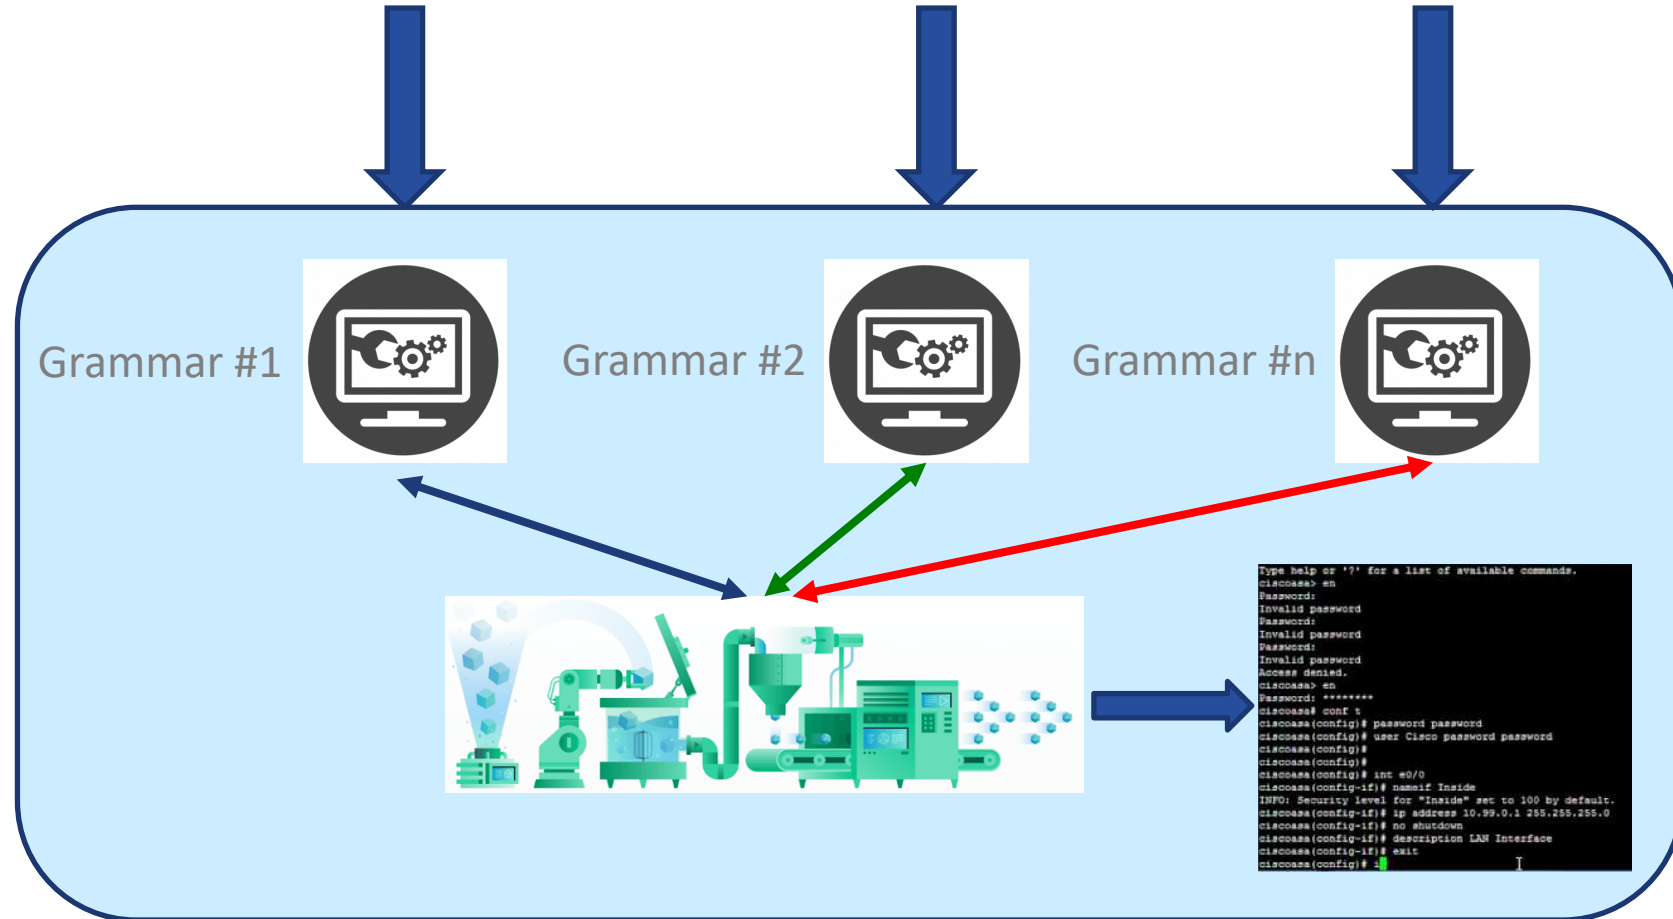 Grammar #1
Grammar #2
Grammar #n
Type help or '?' for a list of available commands.
ciscoasa> en
Password:
Invalid password
Password:
Invalid password
Password:
Invalid password
Access denied.
ciscoasa> en
Password: ********
ciscoasa# conf t
ciscoasa(config)# password password
ciscoasa(config)# user Cisco password password
ciscoasa(config)#
ciscoasa(config)#
ciscoasa(config)# int e0/0
ciscoasa(config-if)# nameif Inside
INFO: Security level for "Inside" set to 100 by default.
ciscoasa(config-if)# ip address 10.99.0.1 255.255.255.0
ciscoasa(config-if)# no shutdown
ciscoasa(config-if)# description LAN Interface
ciscoasa(config-if)# exit
ciscoasa(config)# i